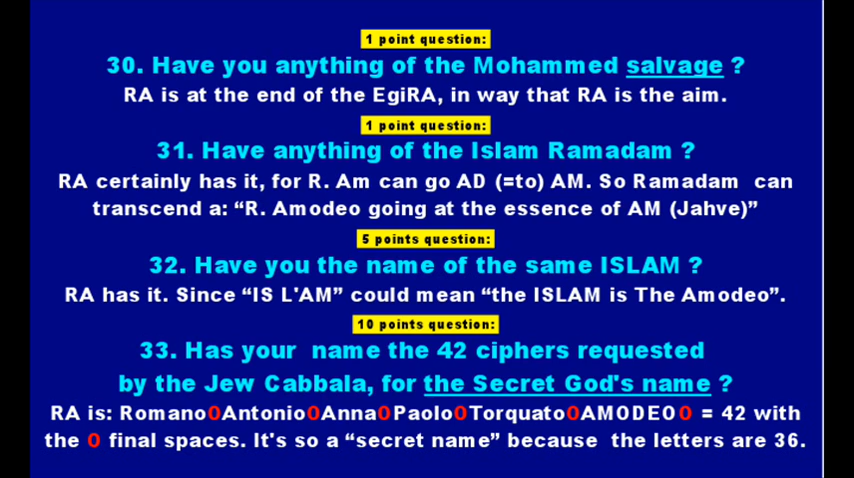 1 point question:
30. Have you anything of the Mohammed salvage ?
RA is at the end of the EgiRA, in way that RA is the aim.
1 point question:
31. Have anything of the Islam Ramadam ?
RA certainly has it, for R. Am can go AD (=to) AM. So Ramadam can
transcend a: “R. Amodeo going at the essence of AM (Jahve)”
5 points question:
32. Have you the name of the same ISLAM ?
RA has it. Since “IS L'AM” could mean “the ISLAM is The Amodeo”.
10 points question:
33. Has your name the 42 ciphers requested
by the Jew Cabbala, for the Secret God's name ?
RA is: Romano0Antonio0Anna0Paolo0Torquato0AMODEO0 = 42 with
the 0 final spaces. It's so a “secret name” because the letters are 36.